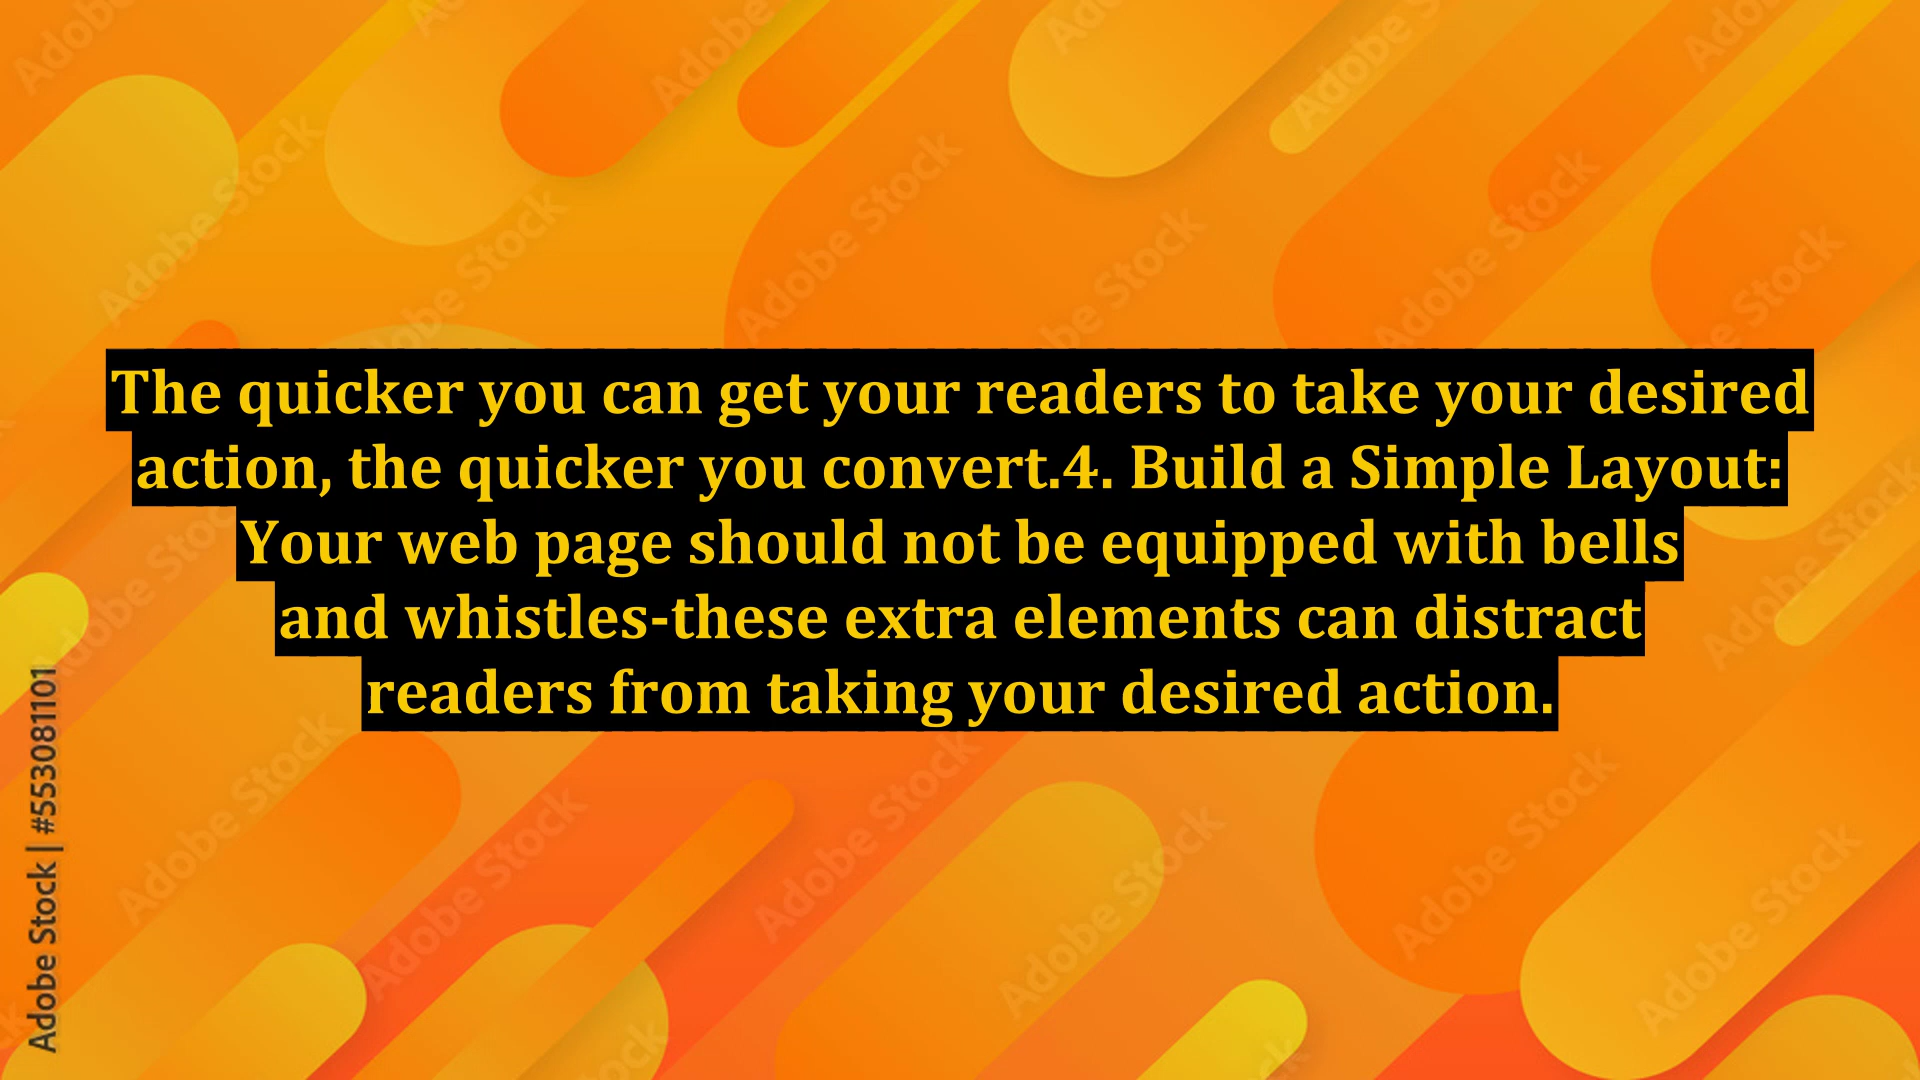 The quicker you can get your readers to take your desired
action, the quicker you convert.4. Build a Simple Layout:
Your web page should not be equipped with bells
and whistles-these extra elements can distract
readers from taking your desired action.
Adobe Stock | #553081101